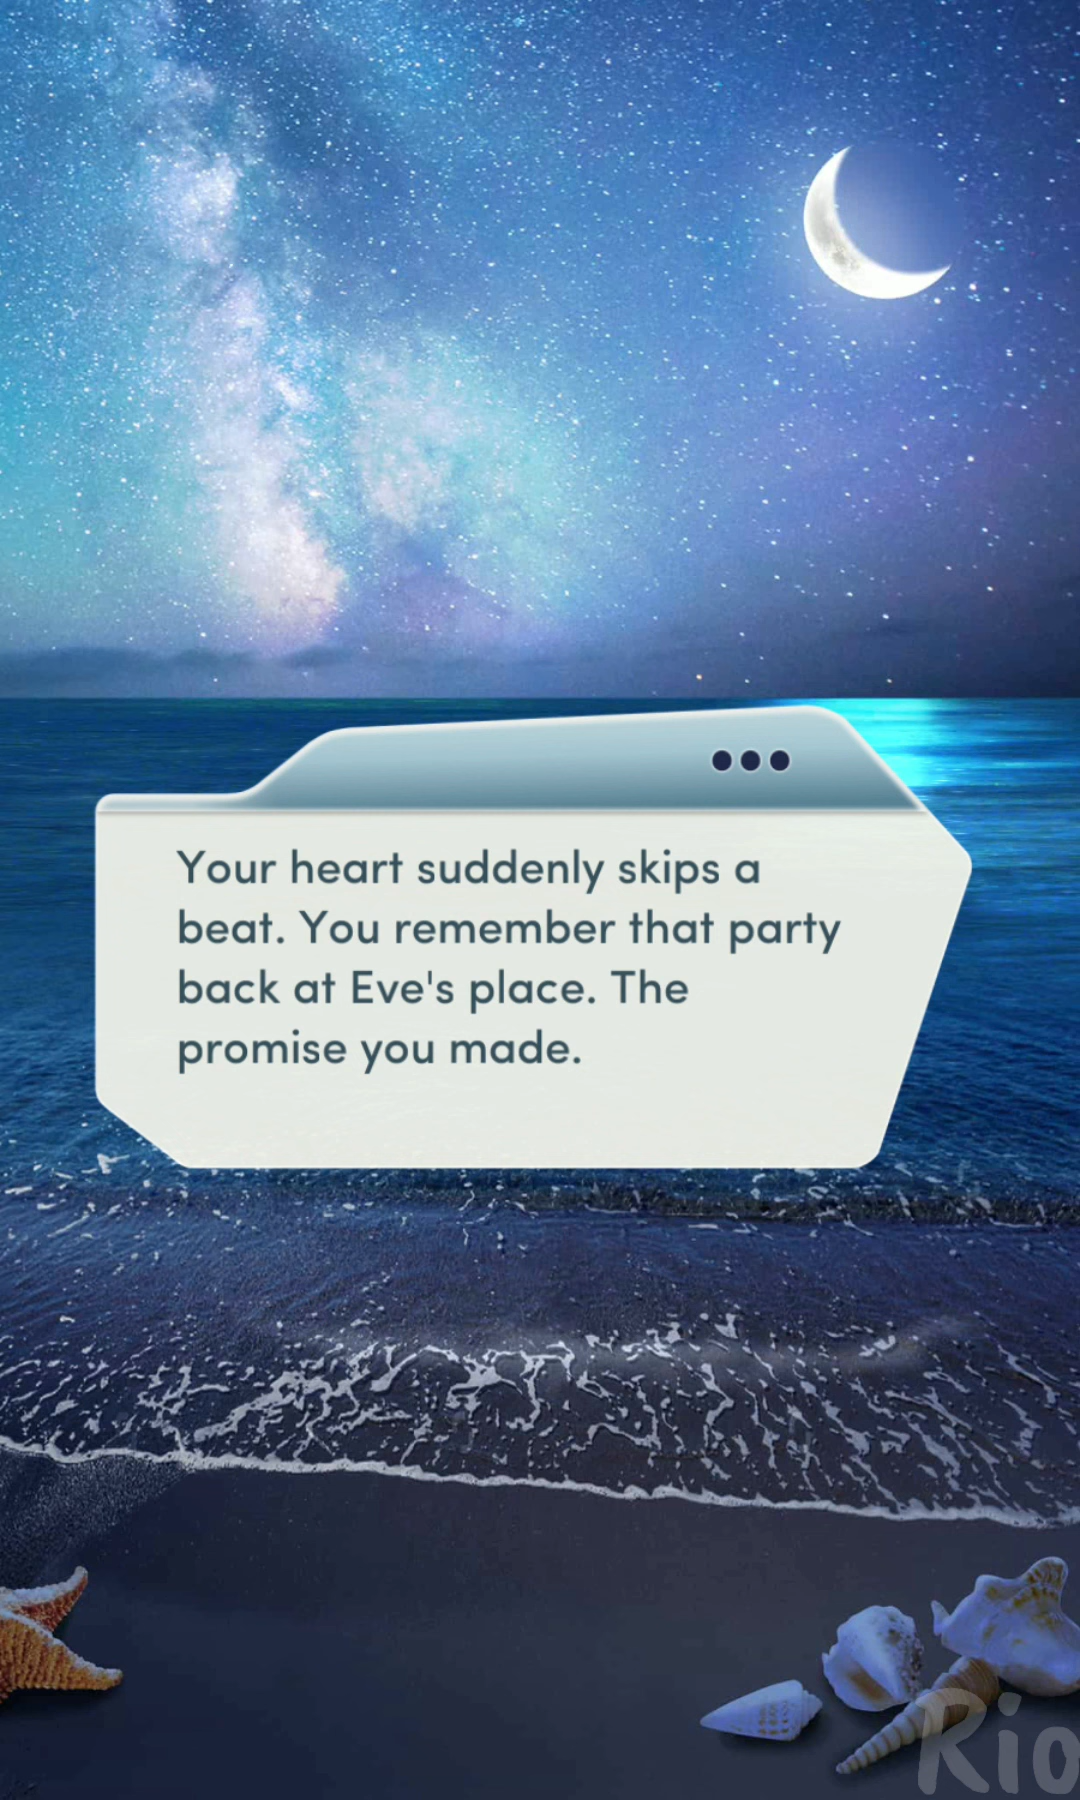 Your heart suddenly skips a
beat. You remember that party
back at Eve's place. The
promise you made.
Rio